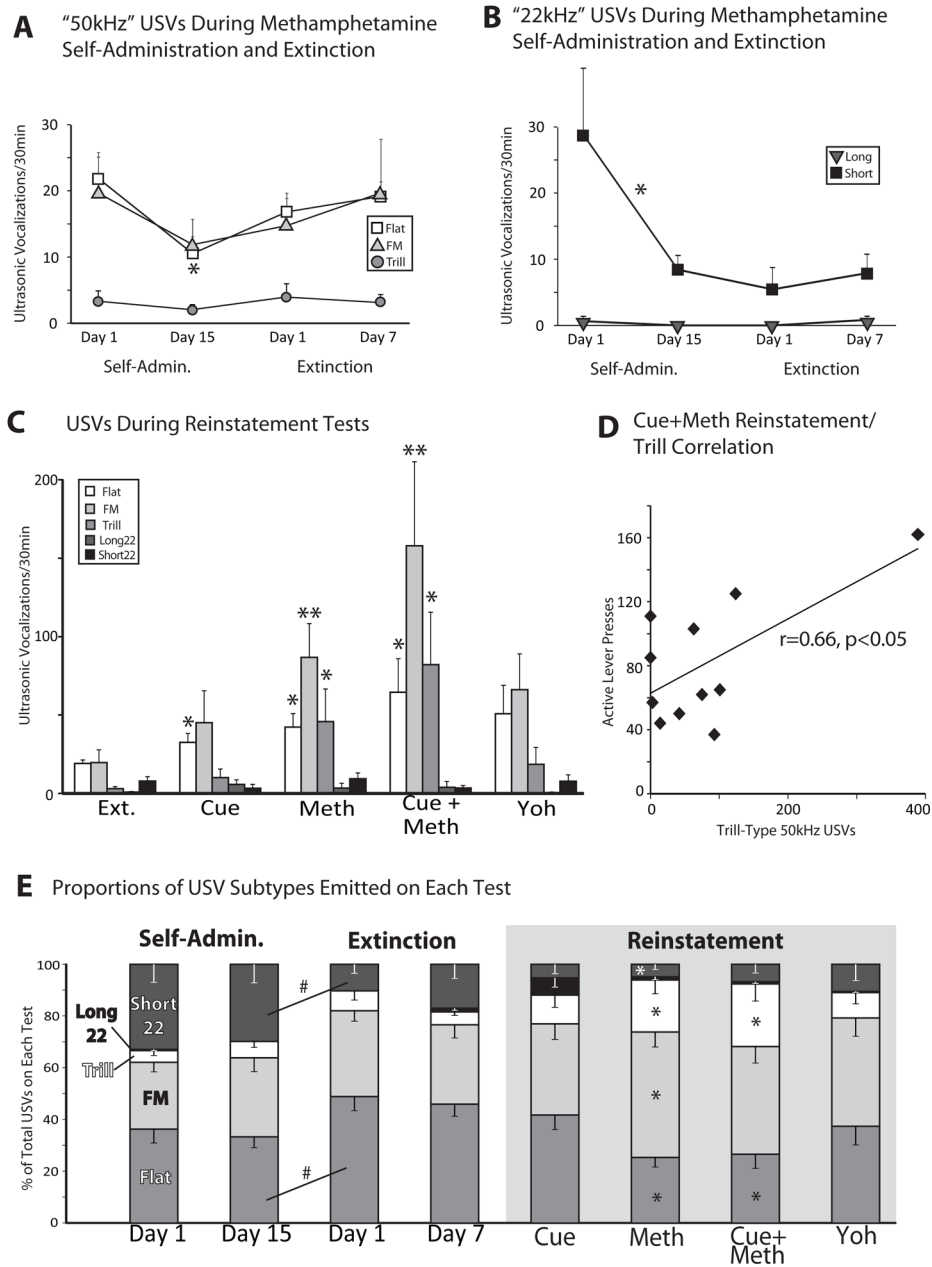 A
"50kHz" USVs During Methamphetamine
Self-Administration and Extinction
Ultrasonic Vocalizations/30min
30
20
10
0
*
Flat
FM
Trill
Day 1
Day 15
Day 1
Day 7
Self-Admin.
Extinction
B
"22kHz" USVs During Methamphetamine
Self-Administration and Extinction
Ultrasonic Vocalizations/30min
30
20
10
0
*
Long
Short
Day 1
Day 15
Day 1
Day 7
Self-Admin.
Extinction
C
USVs During Reinstatement Tests
Ultrasonic Vocalizations/30min
200
100
0
Flat
FM
Trill
Long22
Short22
*
*
**
*
*
**
*
Ext.
Cue
Meth
Cue +
Meth
Yoh
D
Cue+Meth Reinstatement/
Trill Correlation
Active Lever Presses
160
120
80
40
0
r=0.66, p<0.05
0
200
400
Trill-Type 50kHz USVs
E
Proportions of USV Subtypes Emitted on Each Test
Self-Admin.
Extinction
Reinstatement
% of Total USVs on Each Test
100
80
60
40
20
0
Long
22
Trill
Short
22
FM
Flat
#
#
*
*
*
*
*
*
Day 1
Day 15
Day 1
Day 7
Cue
Meth
Cue+
Meth
Yoh